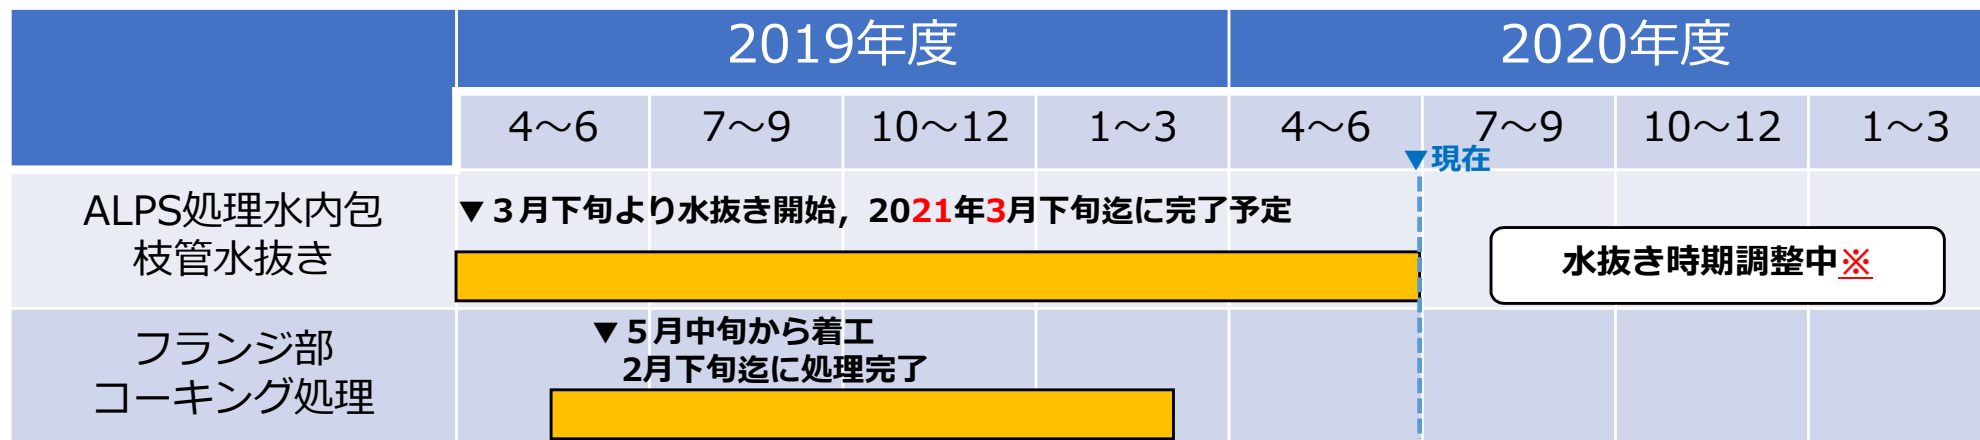 2019年度 2020年度
4～6 7～9 10～12 1～3 4～6 7～9 10～12 1～3
▼現在
ALPS処理水内包
枝管水抜き
▼３月下旬より水抜き開始，2021年3月下旬迄に完了予定
水抜き時期調整中※
フランジ部
コーキング処理
▼５月中旬から着工
2月下旬迄に処理完了